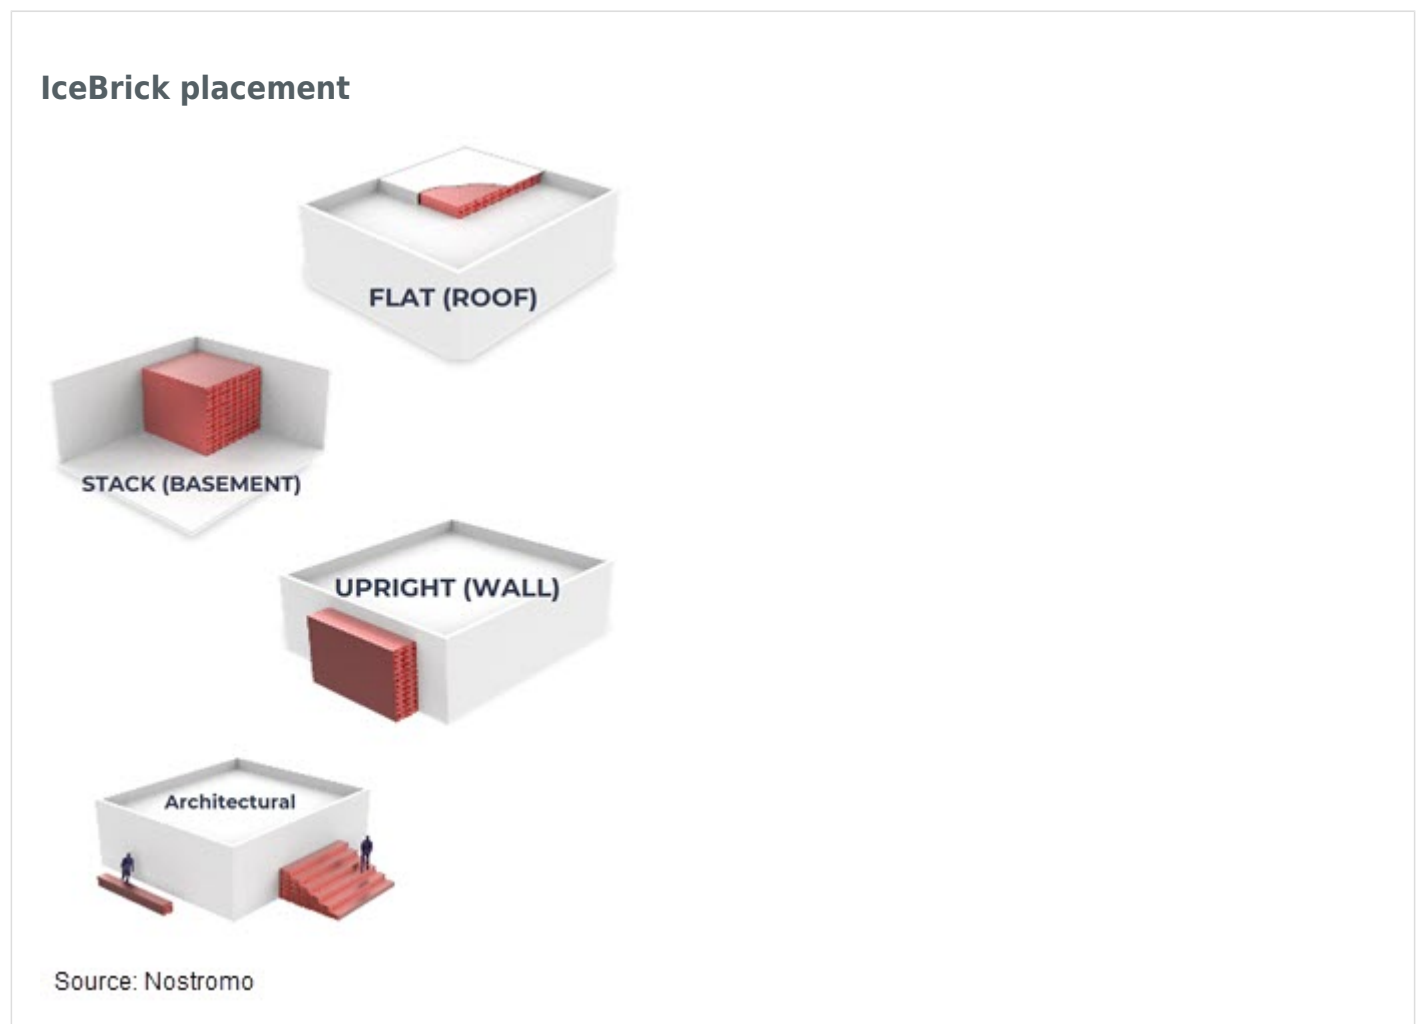 IceBrick placement
FLAT (ROOF)
STACK (BASEMENT)
UPRIGHT (WALL)
Architectural
Source: Nostromo